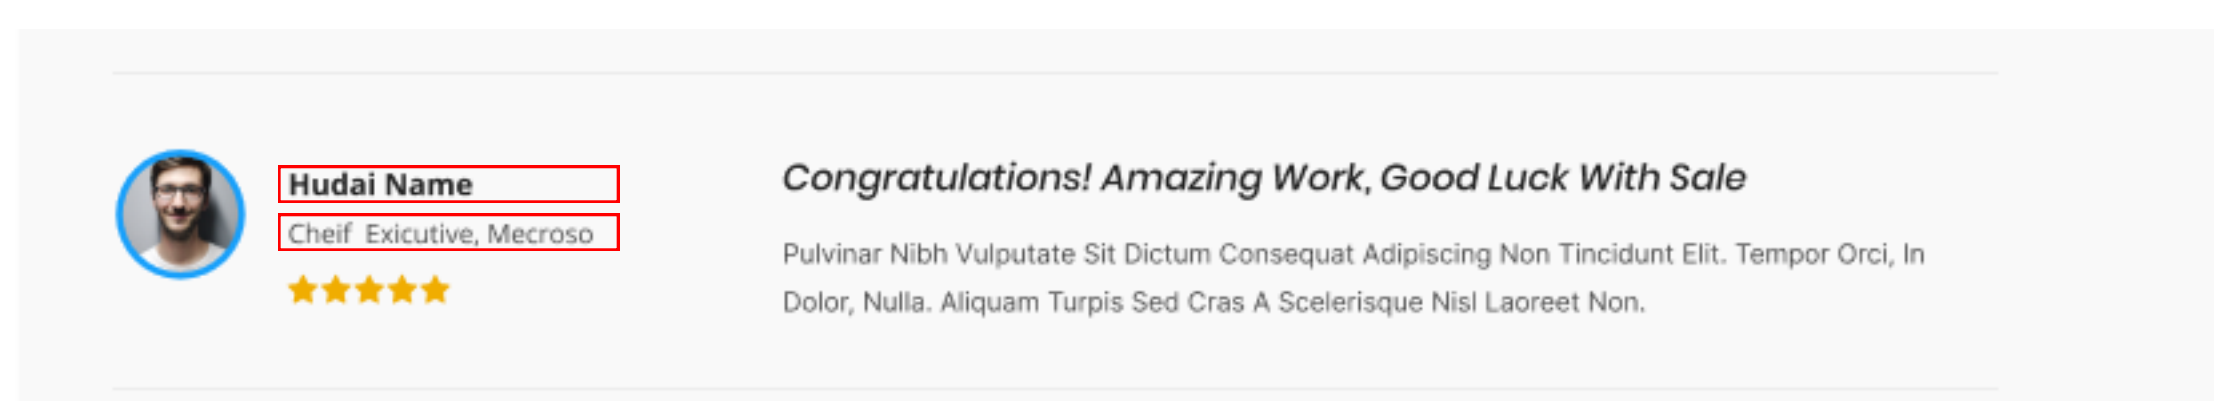 Hudai Name
Cheif  Exicutive, Mecroso
Congratulations! Amazing Work, Good Luck With Sale
Pulvinar Nibh Vulputate Sit Dictum Consequat Adipiscing Non Tincidunt Elit. Tempor Orci, In
Dolor, Nulla. Aliquam Turpis Sed Cras A Scelerisque Nisl Laoreet Non.